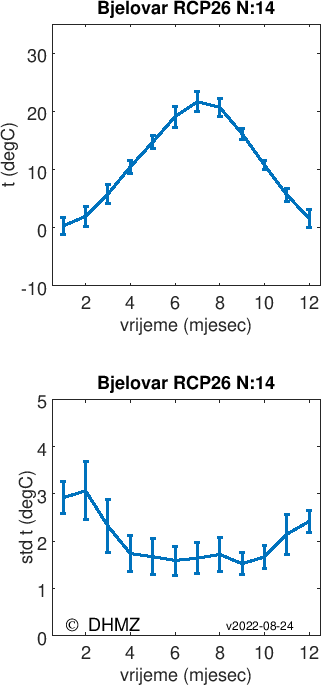 Bjelovar RCP26 N:14
30
20
10
0
-10
t (degC)
2 4 6 8 10 12
vrijeme (mjesec)
Bjelovar RCP26 N:14
5
4
3
2
1
0
std t (degC)
© DHMZ v2022-08-24
2 4 6 8 10 12
vrijeme (mjesec)